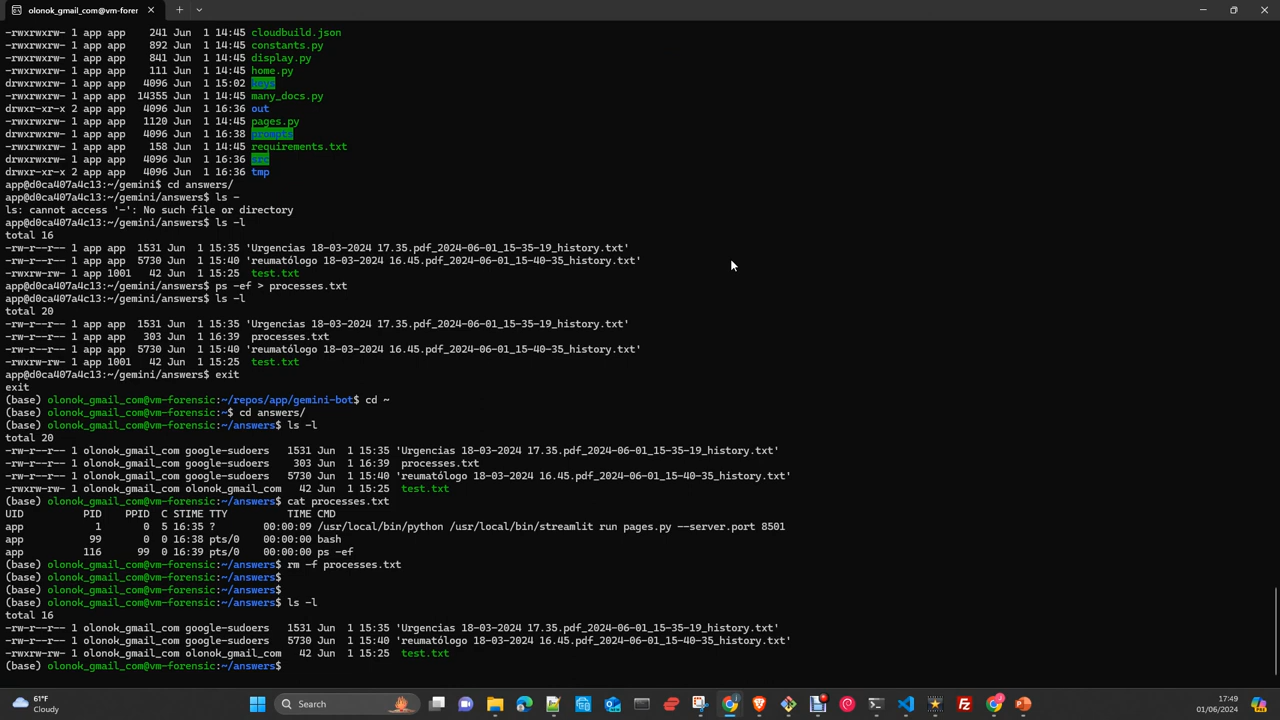 olonok_gmail_com@vm-foren
-rwxrwxrw- 1 app app   241 Jun  1 14:45 cloudbuild.json
-rwxrwxrw- 1 app app   892 Jun  1 14:45 constants.py
-rwxrwxrw- 1 app app   841 Jun  1 14:45 display.py
-rwxrwxrw- 1 app app   111 Jun  1 14:45 home.py
drwxrwxrw- 2 app app  4096 Jun  1 15:02 keys
-rwxrwxrw- 1 app app 14355 Jun  1 14:45 many_docs.py
drwxr-xr-x 2 app app  4096 Jun  1 16:36 out
-rwxrwxrw- 1 app app  1120 Jun  1 14:45 pages.py
drwxrwxrw- 4 app app  4096 Jun  1 16:38 prompts
-rwxrwxrw- 1 app app   158 Jun  1 14:45 requirements.txt
drwxrwxrw- 1 app app  4096 Jun  1 16:36 src
drwxr-xr-x 2 app app  4096 Jun  1 16:36 tmp
app@d0ca407a4c13:~/gemini$ cd answers/
app@d0ca407a4c13:~/gemini/answers$ ls -
ls: cannot access '-': No such file or directory
app@d0ca407a4c13:~/gemini/answers$ ls -l
total 16
-rw-r--r-- 1 app app  1531 Jun  1 15:35 'Urgencias 18-03-2024 17.35.pdf_2024-06-01_15-35-19_history.txt'
-rw-r--r-- 1 app app  5730 Jun  1 15:40 'reumatólogo 18-03-2024 16.45.pdf_2024-06-01_15-40-35_history.txt'
-rwxrw-rw- 1 app 1001   42 Jun  1 15:25  test.txt
app@d0ca407a4c13:~/gemini/answers$ ps -ef > processes.txt
app@d0ca407a4c13:~/gemini/answers$ ls -l
total 20
-rw-r--r-- 1 app app  1531 Jun  1 15:35 'Urgencias 18-03-2024 17.35.pdf_2024-06-01_15-35-19_history.txt'
-rw-r--r-- 1 app app   303 Jun  1 16:39  processes.txt
-rw-r--r-- 1 app app  5730 Jun  1 15:40 'reumatólogo 18-03-2024 16.45.pdf_2024-06-01_15-40-35_history.txt'
-rwxrw-rw- 1 app 1001   42 Jun  1 15:25  test.txt
app@d0ca407a4c13:~/gemini/answers$ exit
exit
(base) olonok_gmail_com@vm-forensic:~/repos/app/gemini-bot$ cd ~
(base) olonok_gmail_com@vm-forensic:~$ cd answers/
(base) olonok_gmail_com@vm-forensic:~/answers$ ls -l
total 20
-rw-r--r-- 1 olonok_gmail_com google-sudoers   1531 Jun  1 15:35 'Urgencias 18-03-2024 17.35.pdf_2024-06-01_15-35-19_history.txt'
-rw-r--r-- 1 olonok_gmail_com google-sudoers    303 Jun  1 16:39  processes.txt
-rw-r--r-- 1 olonok_gmail_com google-sudoers   5730 Jun  1 15:40 'reumatólogo 18-03-2024 16.45.pdf_2024-06-01_15-40-35_history.txt'
-rwxrw-rw- 1 olonok_gmail_com olonok_gmail_com   42 Jun  1 15:25  test.txt
(base) olonok_gmail_com@vm-forensic:~/answers$ cat processes.txt
UID          PID    PPID  C STIME TTY          TIME CMD
app            1       0  5 16:35 ?        00:00:09 /usr/local/bin/python /usr/local/bin/streamlit run pages.py --server.port 8501
app           99       0  0 16:38 pts/0    00:00:00 bash
app          116      99  0 16:39 pts/0    00:00:00 ps -ef
(base) olonok_gmail_com@vm-forensic:~/answers$ rm -f processes.txt
(base) olonok_gmail_com@vm-forensic:~/answers$
(base) olonok_gmail_com@vm-forensic:~/answers$
(base) olonok_gmail_com@vm-forensic:~/answers$ ls -l
total 16
-rw-r--r-- 1 olonok_gmail_com google-sudoers   1531 Jun  1 15:35 'Urgencias 18-03-2024 17.35.pdf_2024-06-01_15-35-19_history.txt'
-rw-r--r-- 1 olonok_gmail_com google-sudoers   5730 Jun  1 15:40 'reumatólogo 18-03-2024 16.45.pdf_2024-06-01_15-40-35_history.txt'
-rwxrw-rw- 1 olonok_gmail_com olonok_gmail_com   42 Jun  1 15:25  test.txt
(base) olonok_gmail_com@vm-forensic:~/answers$
61°F
Cloudy
Search
17:49
01/06/2024